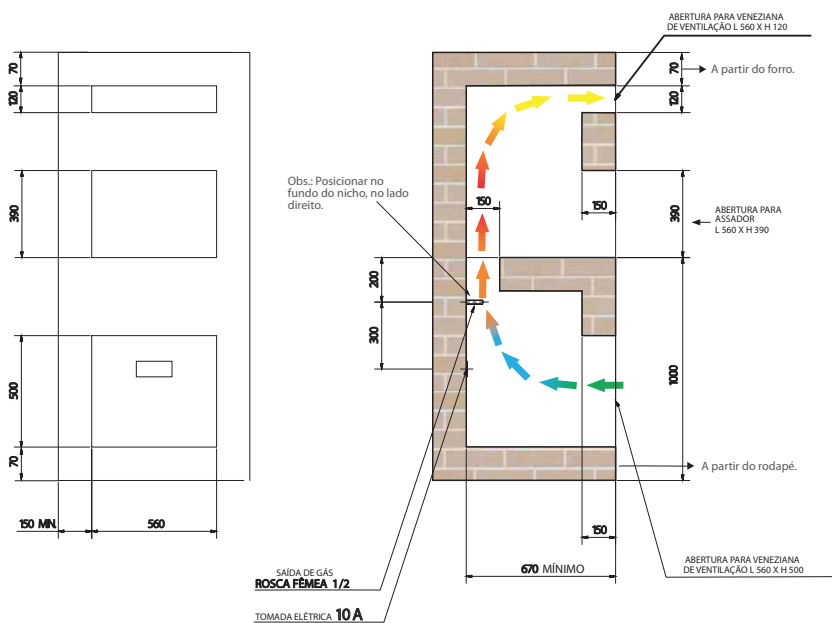 ABERTURA PARA VENEZIANA
DE VENTILAÇÃO L 560 X H 120
70
120
390
500
70
150 MN.
560
70
A partir do forro.
120
Obs.: Posicionar no
fundo do nicho, no lado
direito.
150
150
390
ABERTURA PARA
ASSADOR
L 560 X H 390
200
300
1000
A partir do rodapé.
150
670 MÍNIMO
SAÍDA DE GÁS
ROSCA FÊMEA 1/2
TOMADA ELÉTRICA 10 A
ABERTURA PARA VENEZIANA
DE VENTILAÇÃO L 560 X H 500